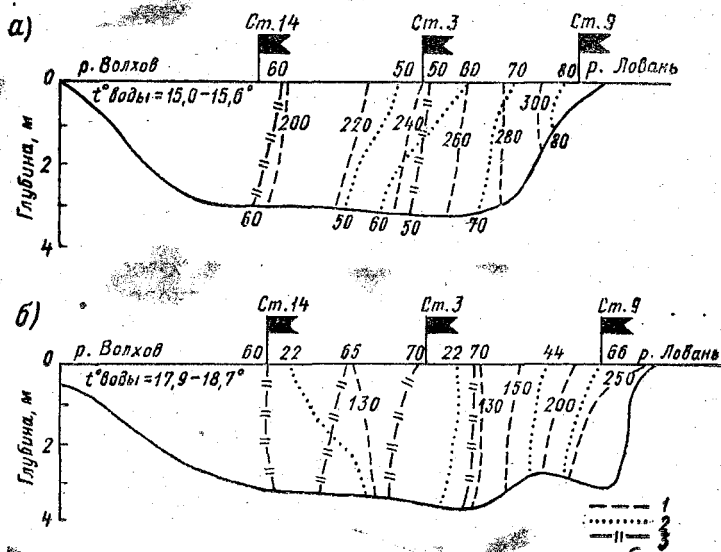 а)
Ст.14 Ст.3 Ст.9
0 р. Волхов 60 50 50 60 70 80 р. Ловань
t° воды = 15,0-15,6°
200 220 240 260 280 300 80
Глубина, м
2
60 50 60 50 70
4
б)
Ст.14 Ст.3 Ст.9
0 р. Волхов 60 22 65 70 22 70 44 66 р. Ловань
t° воды = 17,9-18,7°
130 130 150 200 250
Глубина, м
2
4
1
2
3